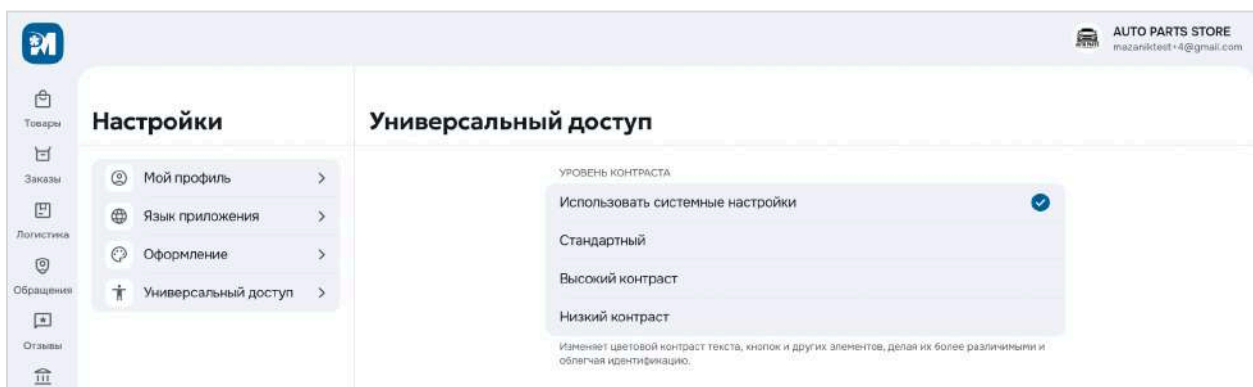 AUTO PARTS STORE
mazaniktest+4@gmail.com
Товары
Заказы
Логистика
Обращения
Отзывы
Настройки
Мой профиль
Язык приложения
Оформление
Универсальный доступ
Универсальный доступ
УРОВЕНЬ КОНТРАСТА
Использовать системные настройки
Стандартный
Высокий контраст
Низкий контраст
Изменяет цветовой контраст текста, кнопок и других элементов, делая их более различимыми и
облегчая идентификацию.